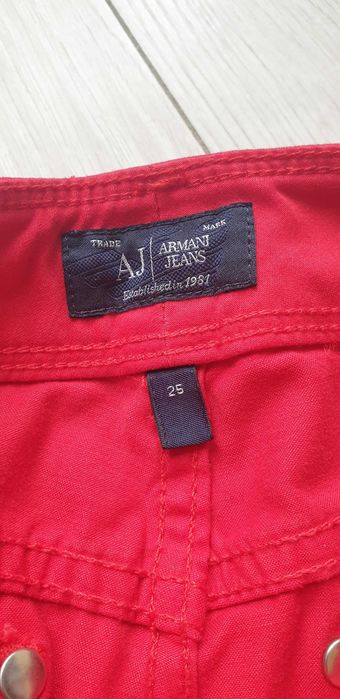 TRADE MARK
AJ ARMANI
JEANS
Established in 1981
25